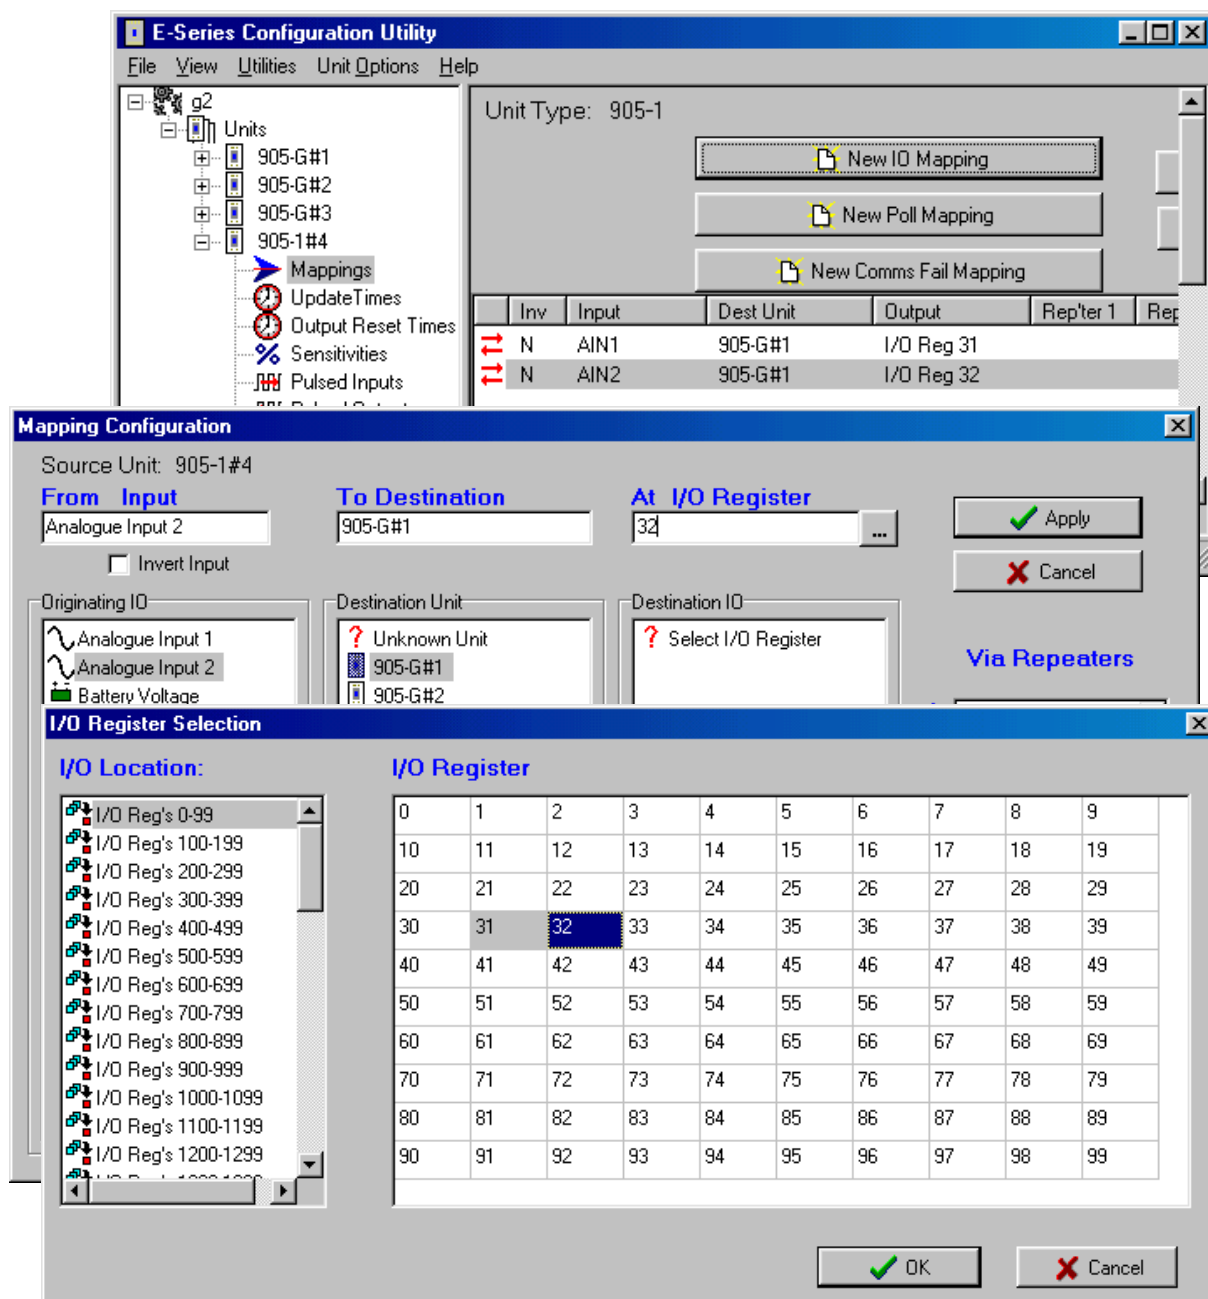 E-Series Configuration Utility
File View Utilities Unit Options Help
g2
Units
905-G#1
905-G#2
905-G#3
905-1#4
Mappings
UpdateTimes
Output Reset Times
Sensitivities
Pulsed Inputs
Unit Type: 905-1
New IO Mapping
New Poll Mapping
New Comms Fail Mapping
Inv Input Dest Unit Output Rep'ter 1 Rep
N AIN1 905-G#1 I/O Reg 31
N AIN2 905-G#1 I/O Reg 32
Mapping Configuration
Source Unit: 905-1#4
From Input To Destination At I/O Register
Analogue Input 2 905-G#1 32 ...
Invert Input
Apply
Cancel
Originating IO
Analogue Input 1
Analogue Input 2
Battery Voltage
Destination Unit
Unknown Unit
905-G#1
905-G#2
Destination IO
Select I/O Register
Via Repeaters
I/O Register Selection
I/O Location:
I/O Reg's 0-99
I/O Reg's 100-199
I/O Reg's 200-299
I/O Reg's 300-399
I/O Reg's 400-499
I/O Reg's 500-599
I/O Reg's 600-699
I/O Reg's 700-799
I/O Reg's 800-899
I/O Reg's 900-999
I/O Reg's 1000-1099
I/O Reg's 1100-1199
I/O Reg's 1200-1299
I/O Register
0 1 2 3 4 5 6 7 8 9
10 11 12 13 14 15 16 17 18 19
20 21 22 23 24 25 26 27 28 29
30 31 32 33 34 35 36 37 38 39
40 41 42 43 44 45 46 47 48 49
50 51 52 53 54 55 56 57 58 59
60 61 62 63 64 65 66 67 68 69
70 71 72 73 74 75 76 77 78 79
80 81 82 83 84 85 86 87 88 89
90 91 92 93 94 95 96 97 98 99
OK
Cancel